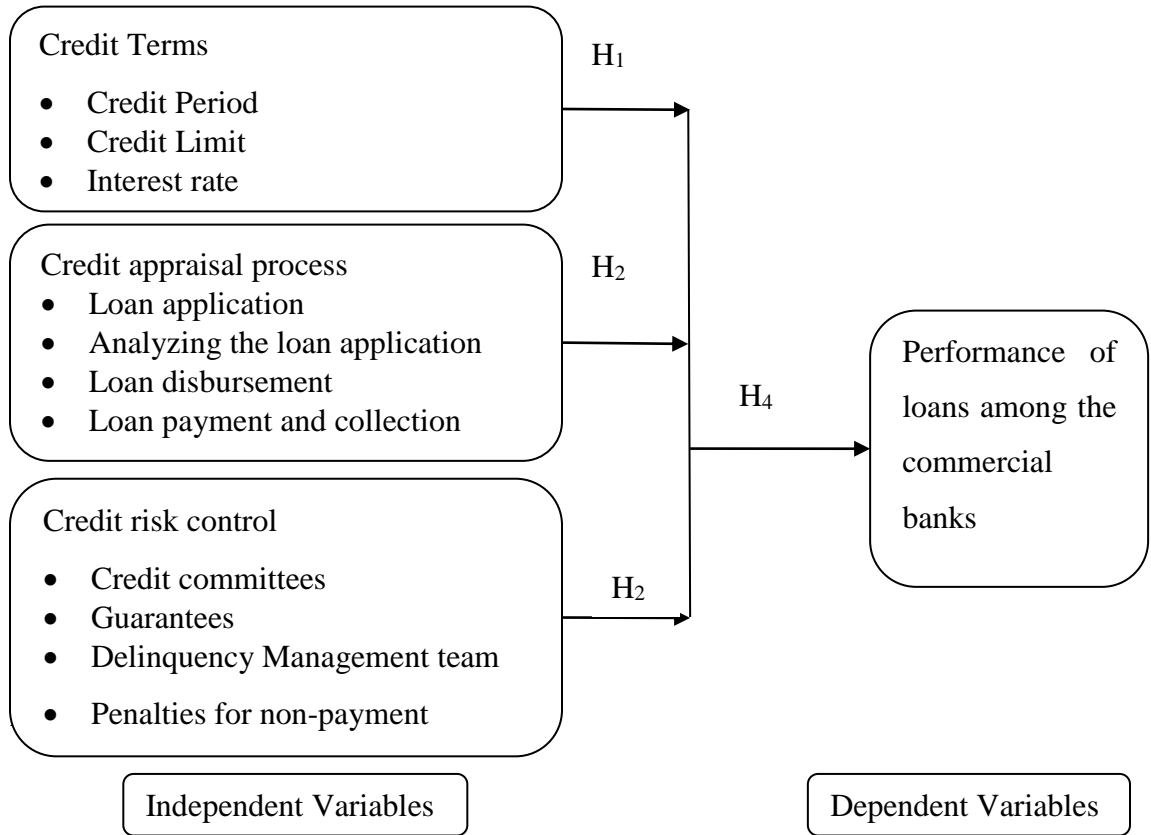 Credit Terms
• Credit Period
• Credit Limit
• Interest rate
H₁
Credit appraisal process
• Loan application
• Analyzing the loan application
• Loan disbursement
• Loan payment and collection
H₂
Credit risk control
• Credit committees
• Guarantees
• Delinquency Management team
• Penalties for non-payment
H₂
H₄
Performance of
loans among the
commercial
banks
Independent Variables
Dependent Variables